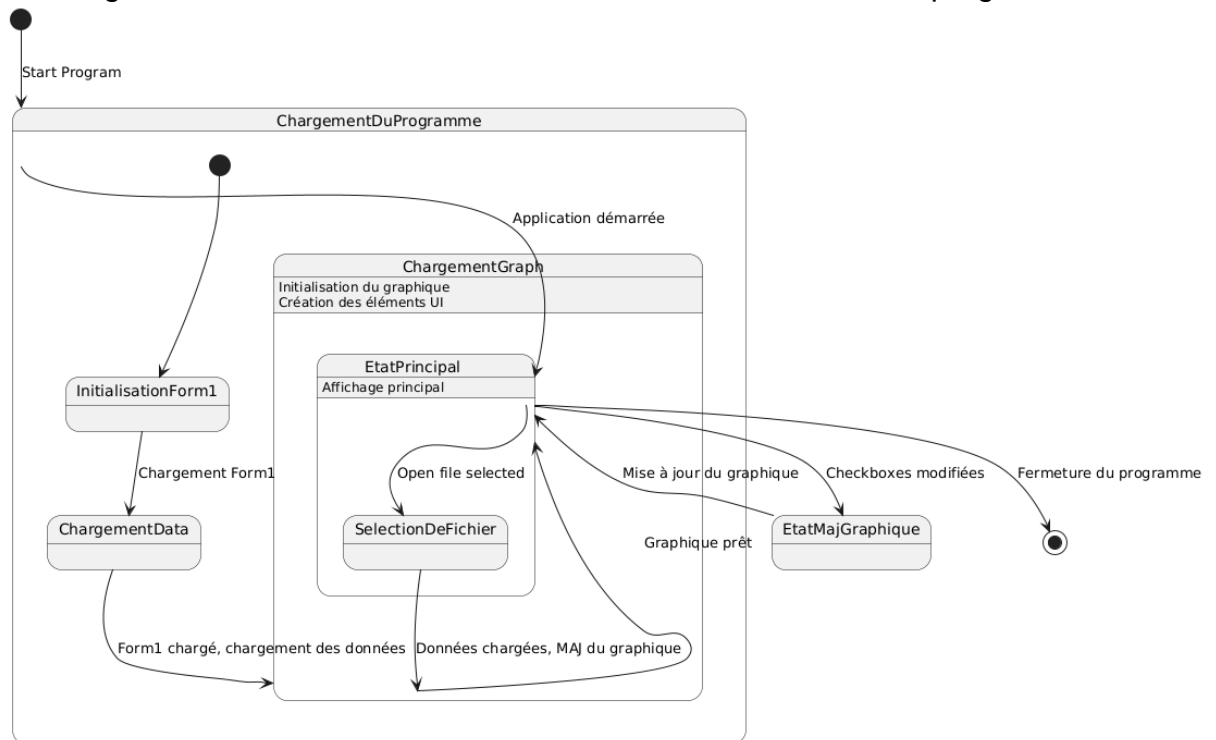 Start Program
ChargementDuProgramme
Application démarrée
ChargementGraph
Initialisation du graphique
Création des éléments UI
EtatPrincipal
Affichage principal
InitialisationForm1
Chargement Form1
Open file selected
Mise à jour du graphique
Checkboxes modifiées
Fermeture du programme
ChargementData
SelectionDeFichier
EtatMajGraphique
Graphique prêt
Form1 chargé, chargement des données
Données chargées, MAJ du graphique